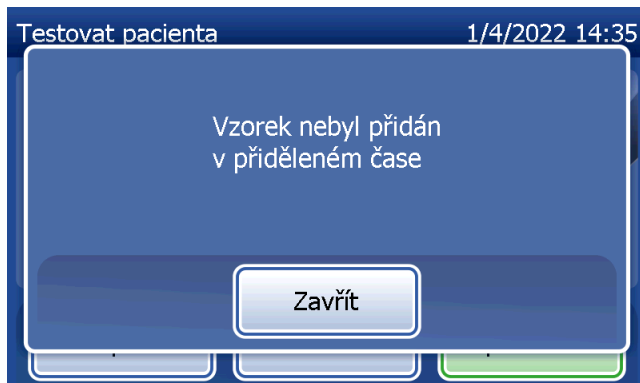 Testovat pacienta 1/4/2022 14:35
Vzorek nebyl přidán
v přiděleném čase
Zavřít